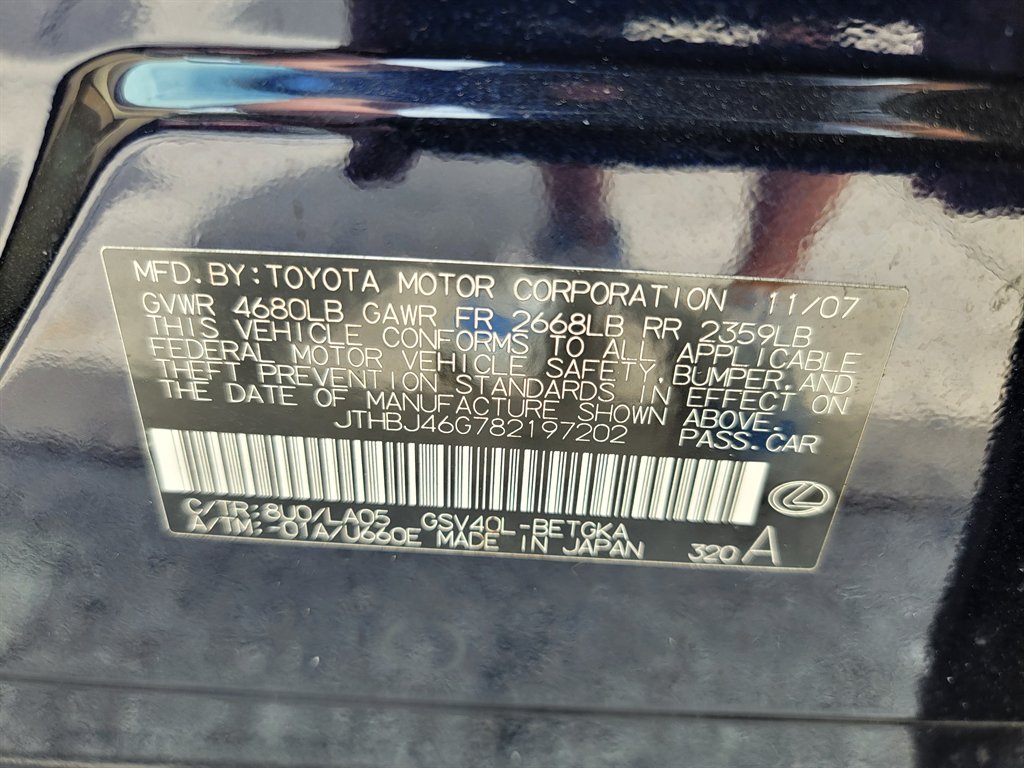 MFD.BY:TOYOTA MOTOR CORPORATION 11/07
GVWR 4680LB GAWR FR 2668LB RR 2359LB
THIS VEHICLE CONFORMS TO ALL APPLICABLE
FEDERAL MOTOR VEHICLE SAFETY,BUMPER,AND
THEFT PREVENTION STANDARDS IN EFFECT ON
THE DATE OF MANUFACTURE SHOWN ABOVE.
JTHBJ46G782197202 PASS.CAR
C/TR:8U0/LA05 GSV40L-BETGKA
A/TM:-01A/U660E MADE IN JAPAN 320 A